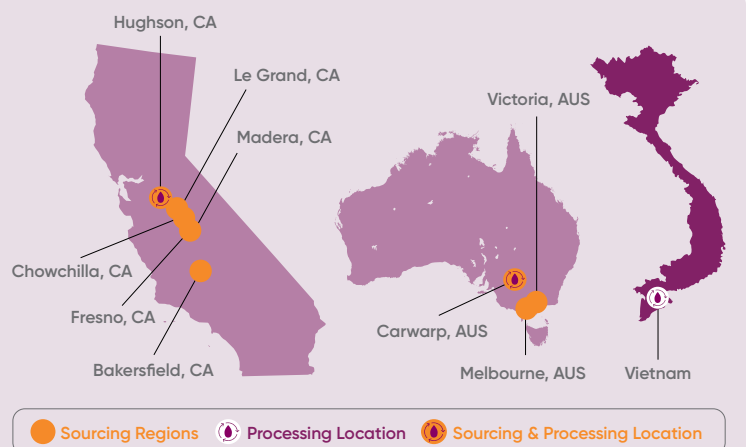 Hughson, CA
Le Grand, CA
Madera, CA
Chowchilla, CA
Fresno, CA
Bakersfield, CA
Victoria, AUS
Carwarp, AUS
Melbourne, AUS
Vietnam
Sourcing Regions
Processing Location
Sourcing & Processing Location